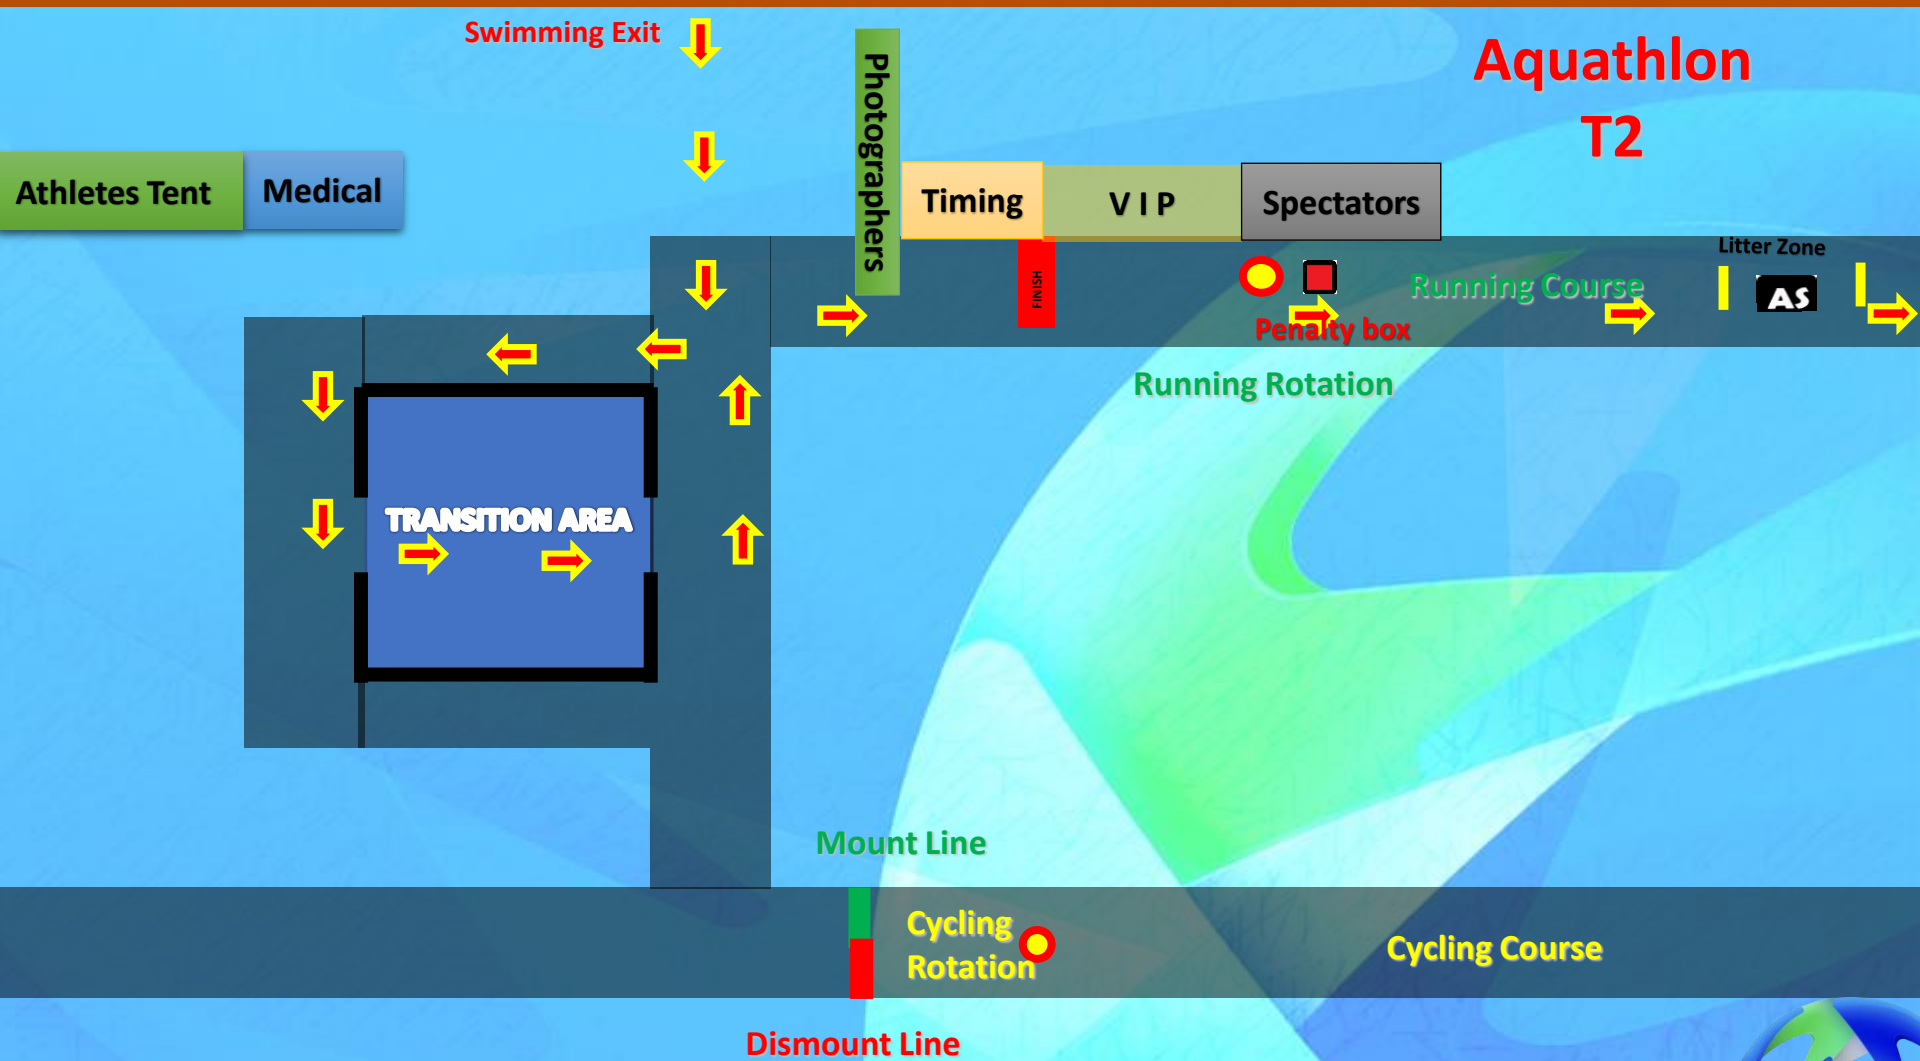 Swimming Exit
Aquathlon
T2
Photographers
Athletes Tent
Medical
Timing
V I P
Spectators
Litter Zone
FINISH
Running Course
AS
Penalty box
Running Rotation
TRANSITION AREA
Mount Line
Cycling
Rotation
Cycling Course
Dismount Line